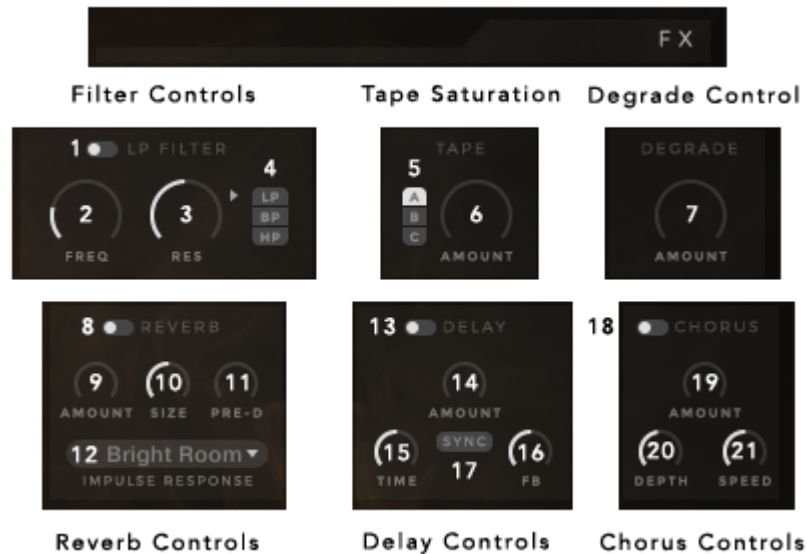 FX
Filter Controls
Tape Saturation
Degrade Control
1 LP FILTER
4
2
3
LP
BP
HP
FREQ
RES
TAPE
5
A
B
C
6
AMOUNT
DEGRADE
7
AMOUNT
8 REVERB
9
10
11
AMOUNT SIZE PRE-D
12 Bright Room
IMPULSE RESPONSE
13 DELAY
14
AMOUNT
15
SYNC
16
17
TIME
FB
18 CHORUS
19
AMOUNT
20
21
DEPTH SPEED
Reverb Controls
Delay Controls
Chorus Controls